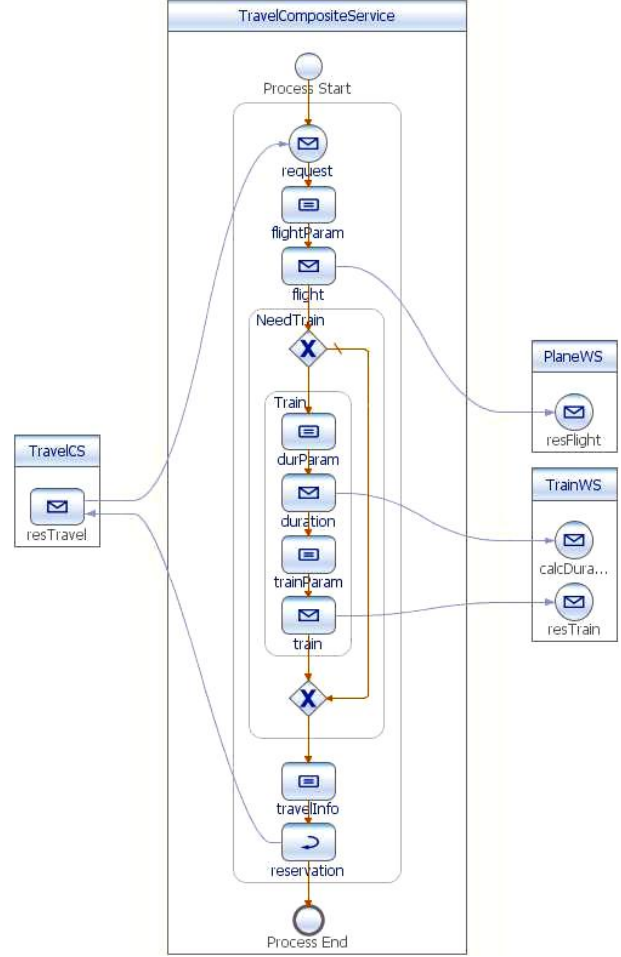 TravelCompositeService
Process Start
request
flightParam
flight
NeedTrain
X
Train
durParam
duration
trainParam
train
X
travelInfo
reservation
Process End
TravelCS
resTravel
PlaneWS
resFlight
TrainWS
calcDura...
resTrain